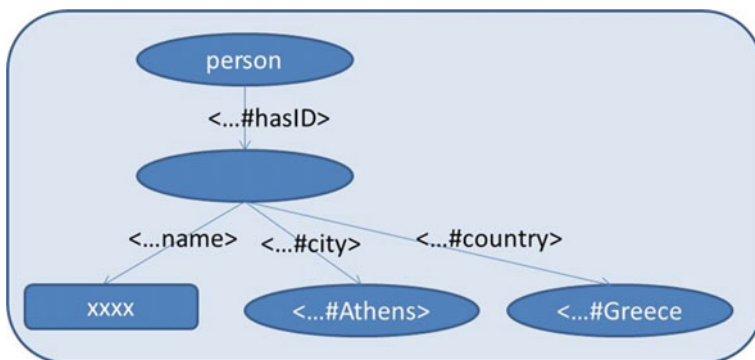 person
<...#hasID>
<...name>
<...#city>
<...#country>
xxxx
<...#Athens>
<...#Greece